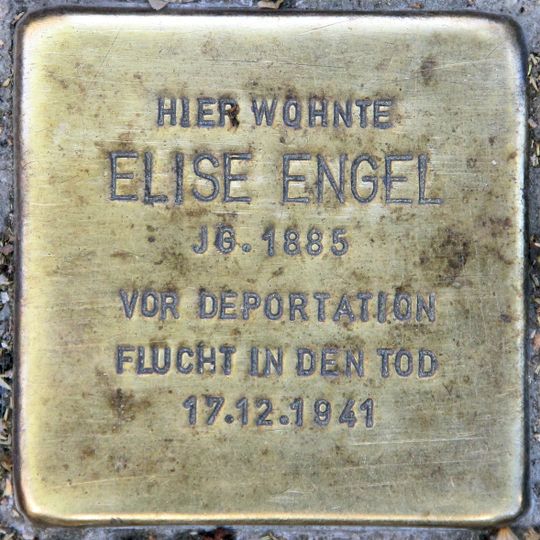 HIER WOHNTE
ELISE ENGEL
JG. 1885
VOR DEPORTATION
FLUCHT IN DEN TOD
17.12.1941